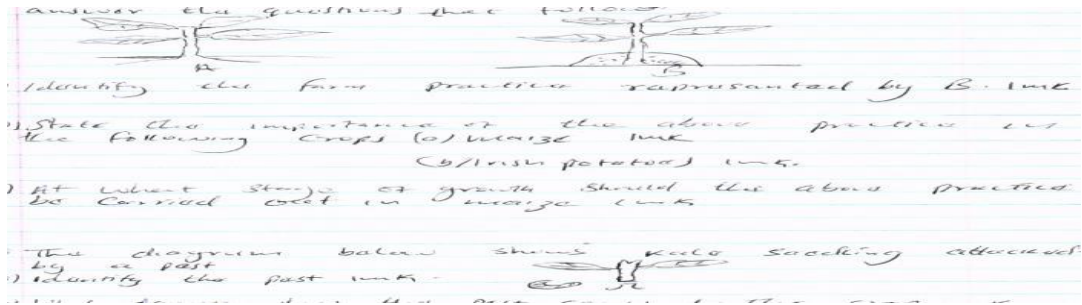 answer the questions that follow
A B
Identify the farm practice represented by B. 1mk
State the importance of the above practice in
the following crops (a) maize 1mk
(b) Irish potatoes) 1mk.
At what stage of growth should the above practice
be carried out in maize 1mk
The diagram below shows kale seedling attacked
by a pest
identify the pest 1mk.